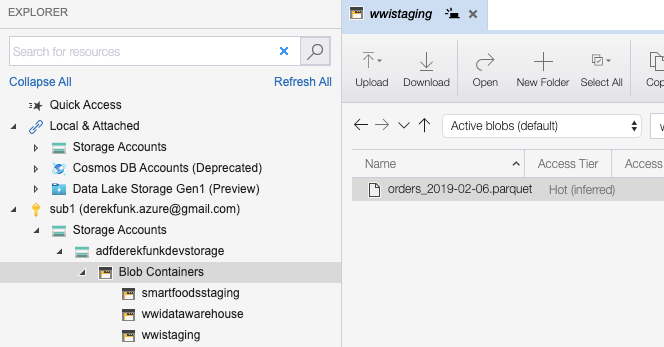 EXPLORER
Search for resources
Collapse All
Refresh All
Quick Access
Local & Attached
Storage Accounts
Cosmos DB Accounts (Deprecated)
Data Lake Storage Gen1 (Preview)
sub1 (derekfunk.azure@gmail.com)
Storage Accounts
adfderekfunkdevstorage
Blob Containers
smartfoodsstaging
wwidatawarehouse
wwistaging
wwistaging
Upload
Download
Open
New Folder
Select All
Cop
Active blobs (default)
w
Name
Access Tier
Access
orders_2019-02-06.parquet
Hot (inferred)